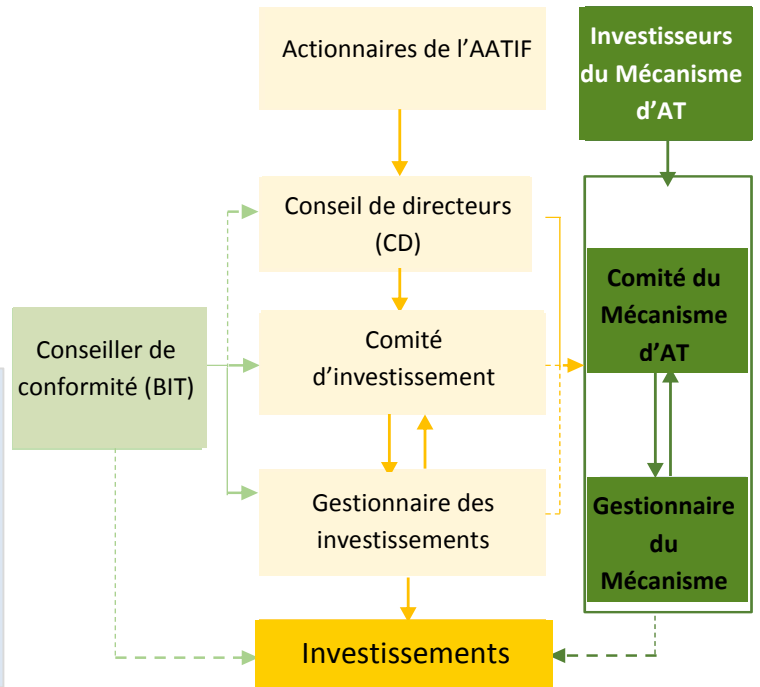 Actionnaires de l’AATIF
Investisseurs
du Mécanisme
d’AT
Conseil de directeurs
(CD)
Comité du
Mécanisme
d’AT
Conseiller de
conformité (BIT)
Comité
d’investissement
Gestionnaire des
investissements
Gestionnaire
du
Mécanisme
Investissements